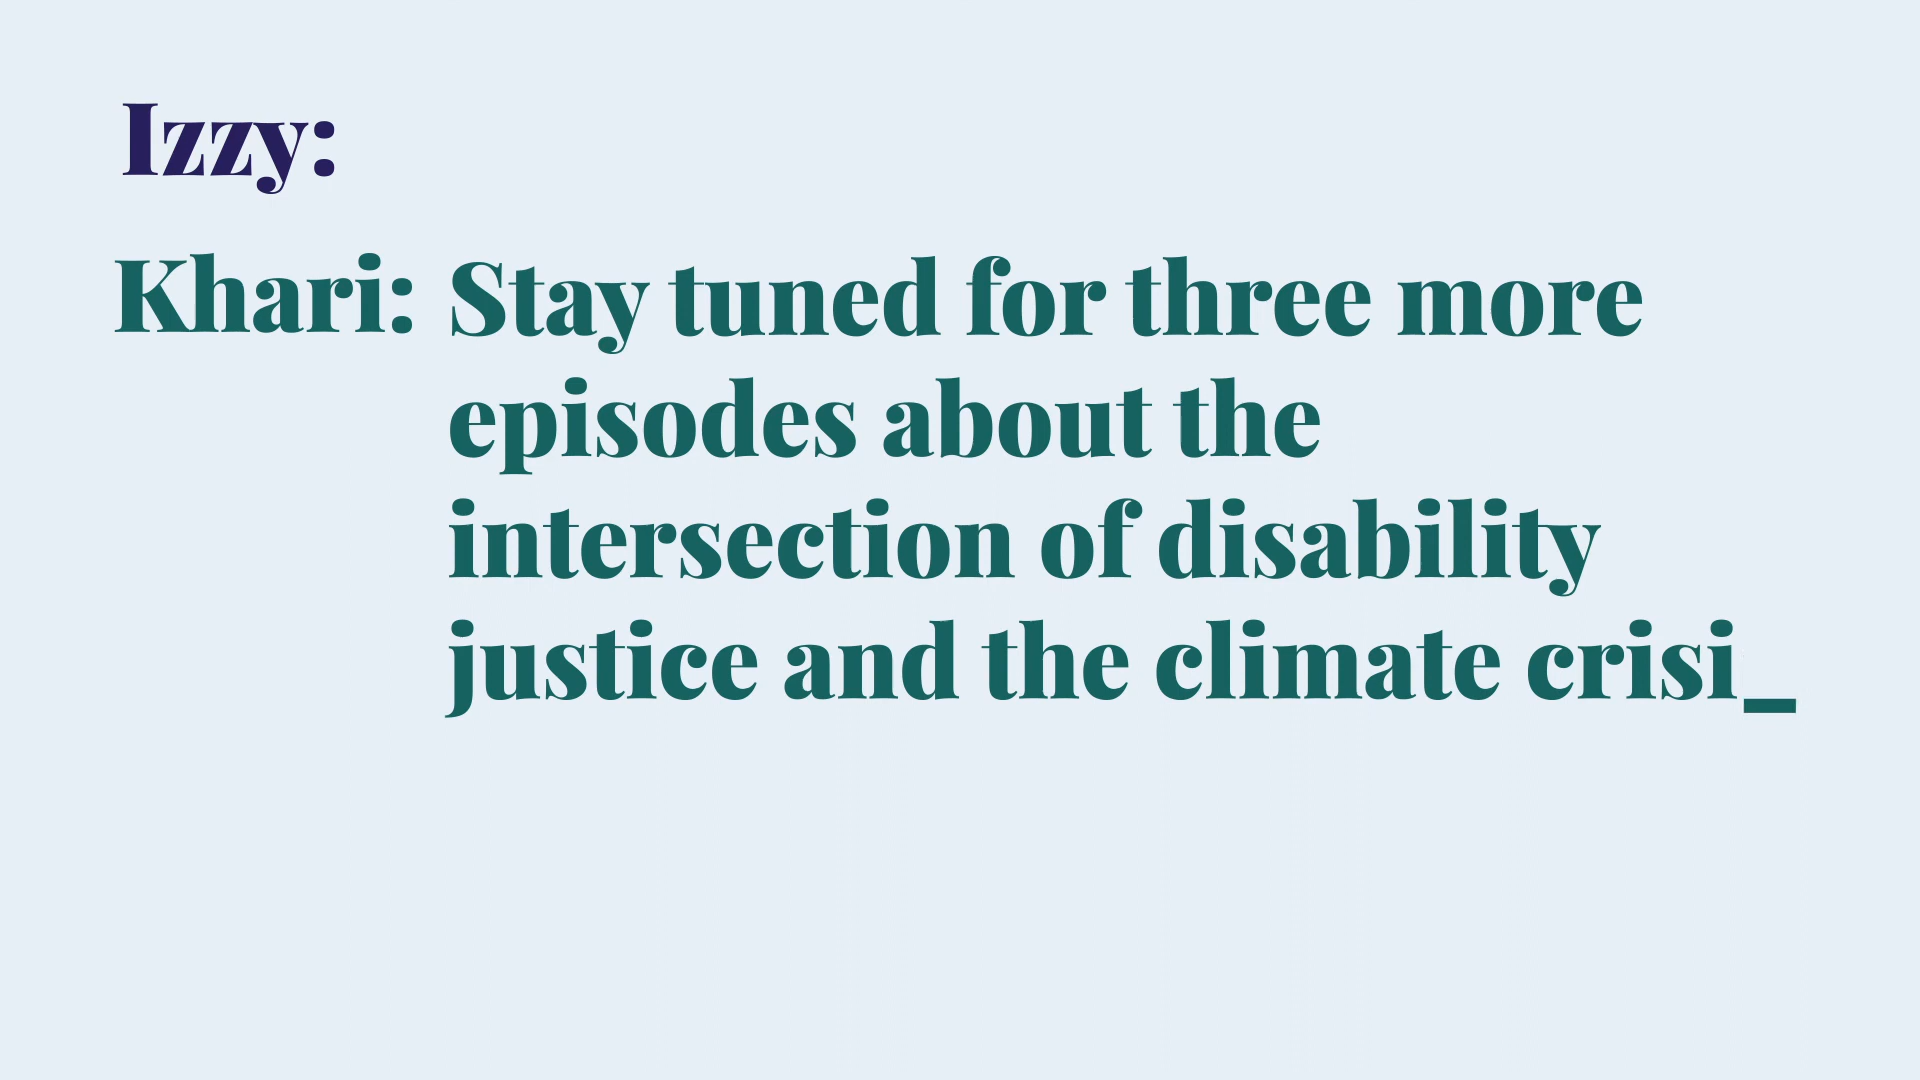 Izzy:
Khari: Stay tuned for three more
episodes about the
intersection of disability
justice and the climate crisi_